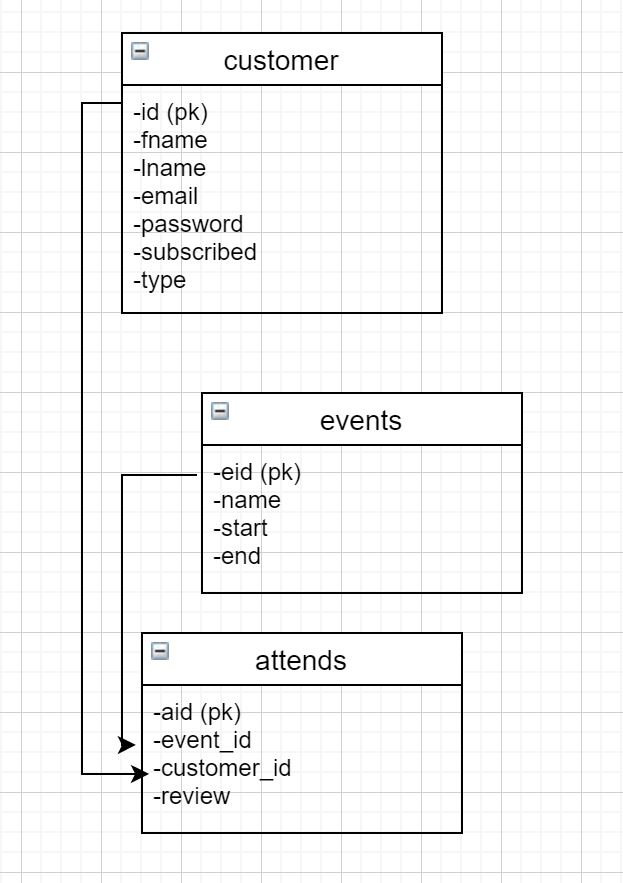 customer
-id (pk)
-fname
-lname
-email
-password
-subscribed
-type
events
-eid (pk)
-name
-start
-end
attends
-aid (pk)
-event_id
-customer_id
-review